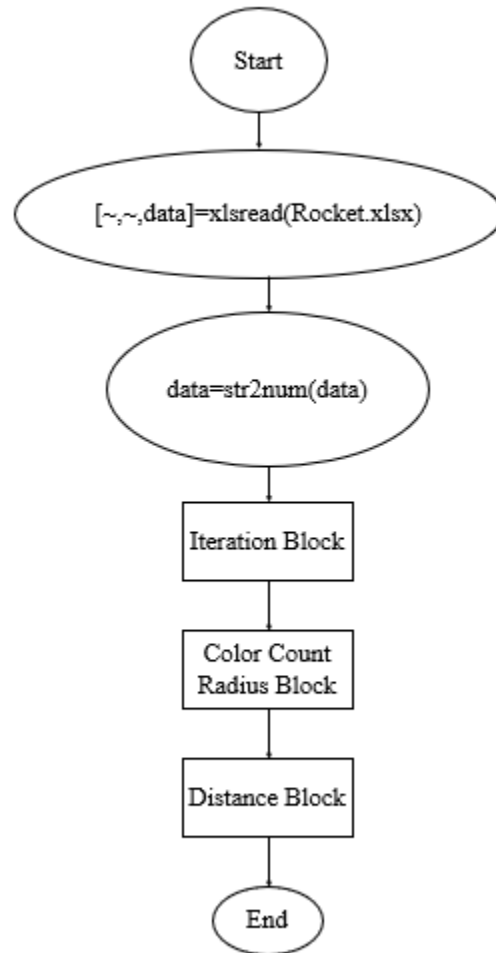 Start
[~,~,data]=xlsread(Rocket.xlsx)
data=str2num(data)
Iteration Block
Color Count
Radius Block
Distance Block
End